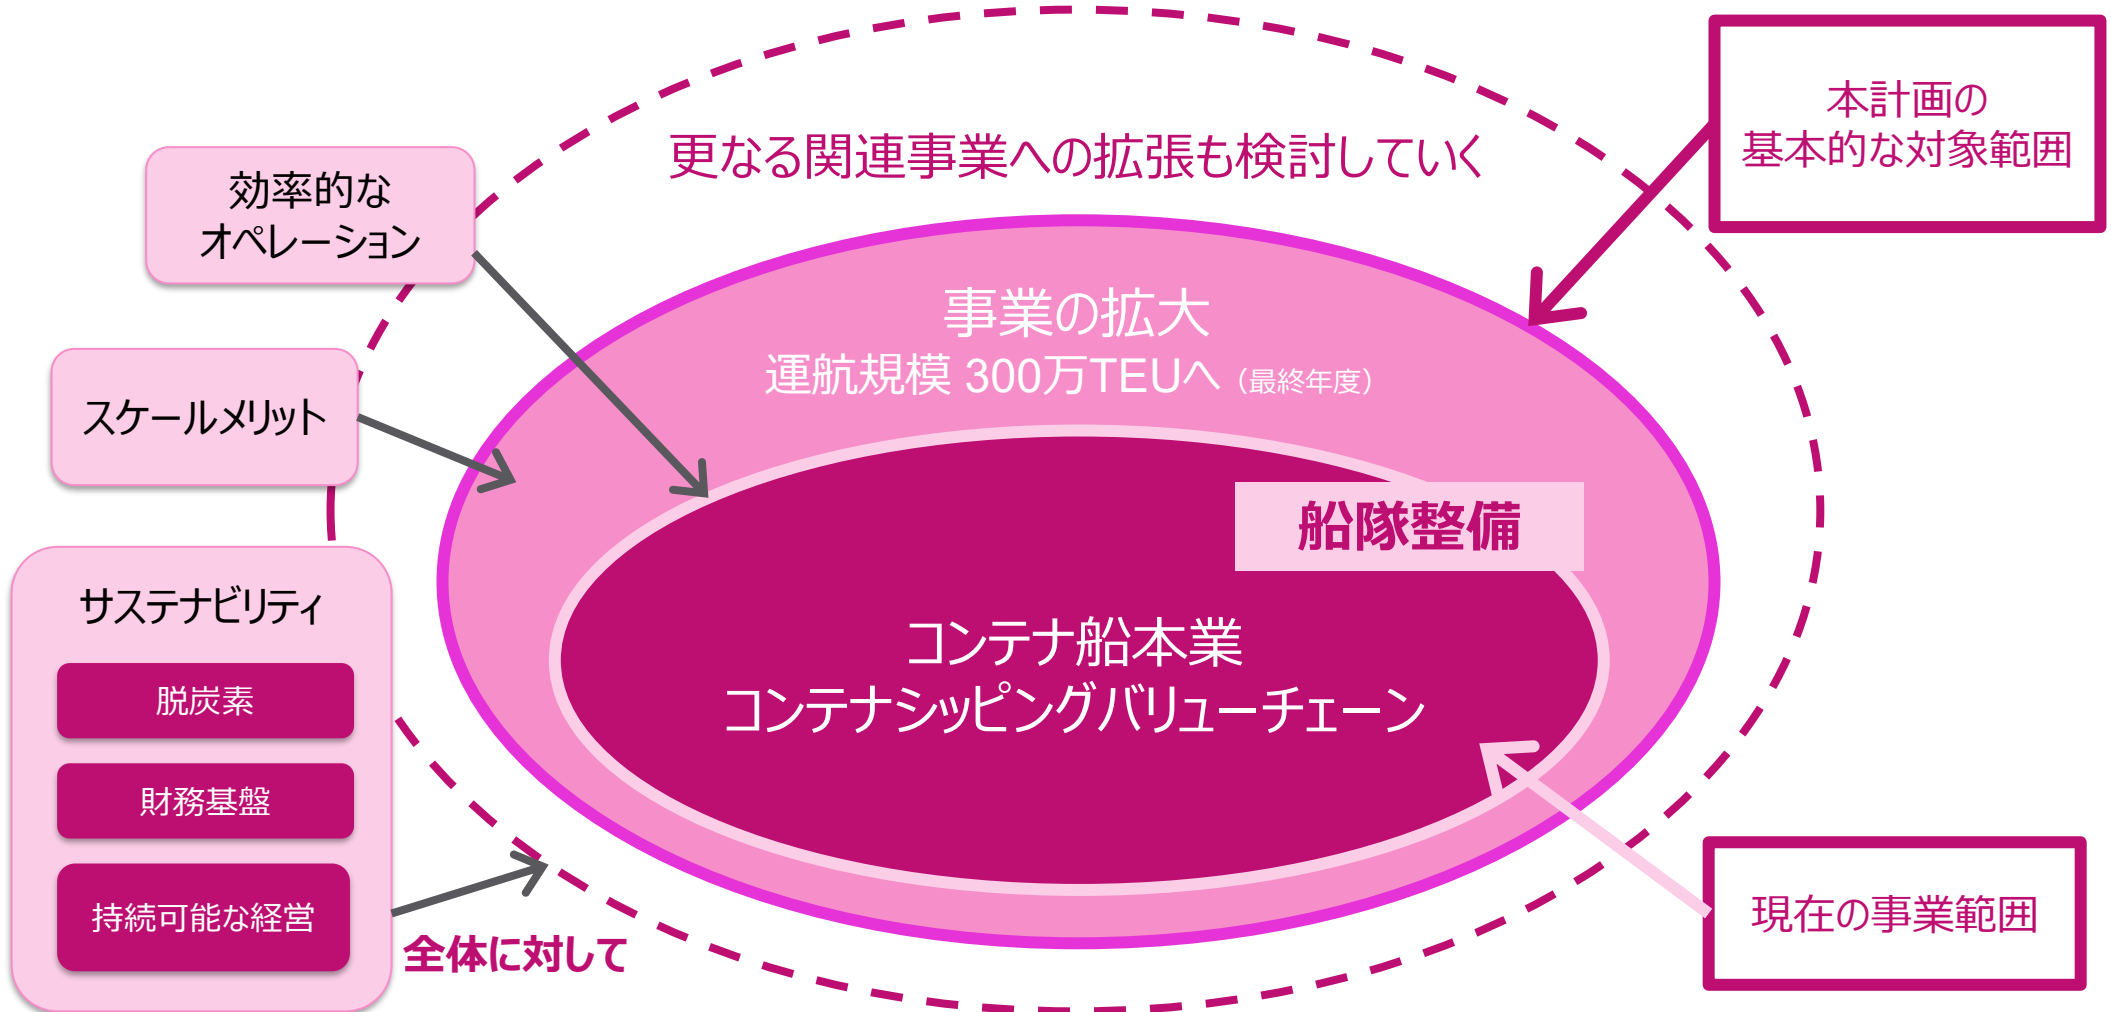 本計画の
基本的な対象範囲
更なる関連事業への拡張も検討していく
効率的な
オペレーション
事業の拡大
運航規模 300万TEUへ（最終年度）
スケールメリット
船隊整備
サステナビリティ
コンテナ船本業
コンテナシッピングバリューチェーン
脱炭素
財務基盤
持続可能な経営
全体に対して
現在の事業範囲